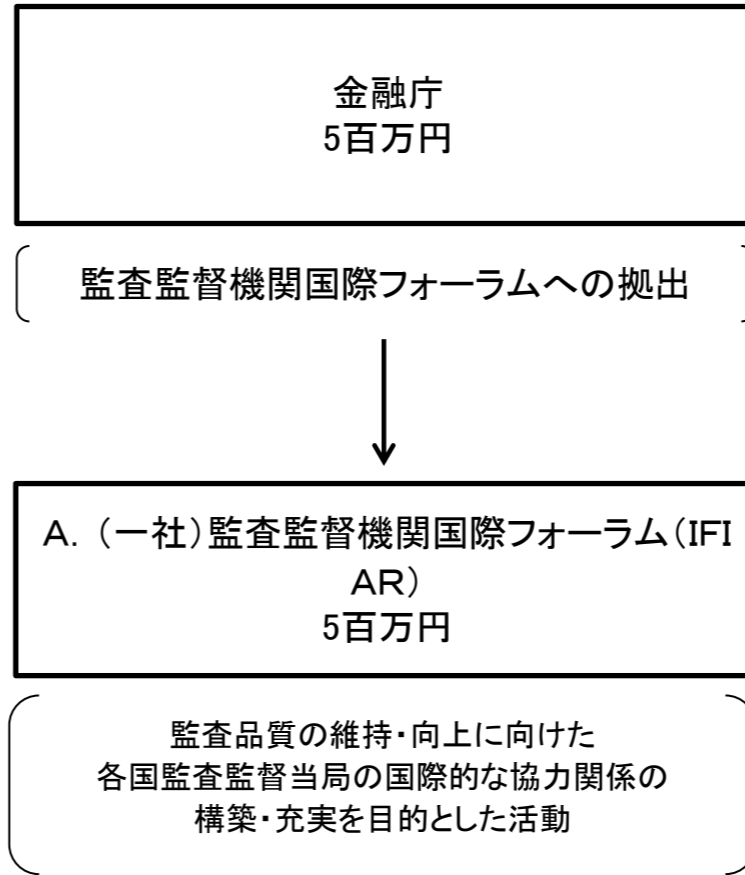 金融庁
5百万円
監査監督機関国際フォーラムへの拠出
A.（一社）監査監督機関国際フォーラム（IFI
AR）
5百万円
監査品質の維持・向上に向けた
各国監査監督当局の国際的な協力関係の
構築・充実を目的とした活動